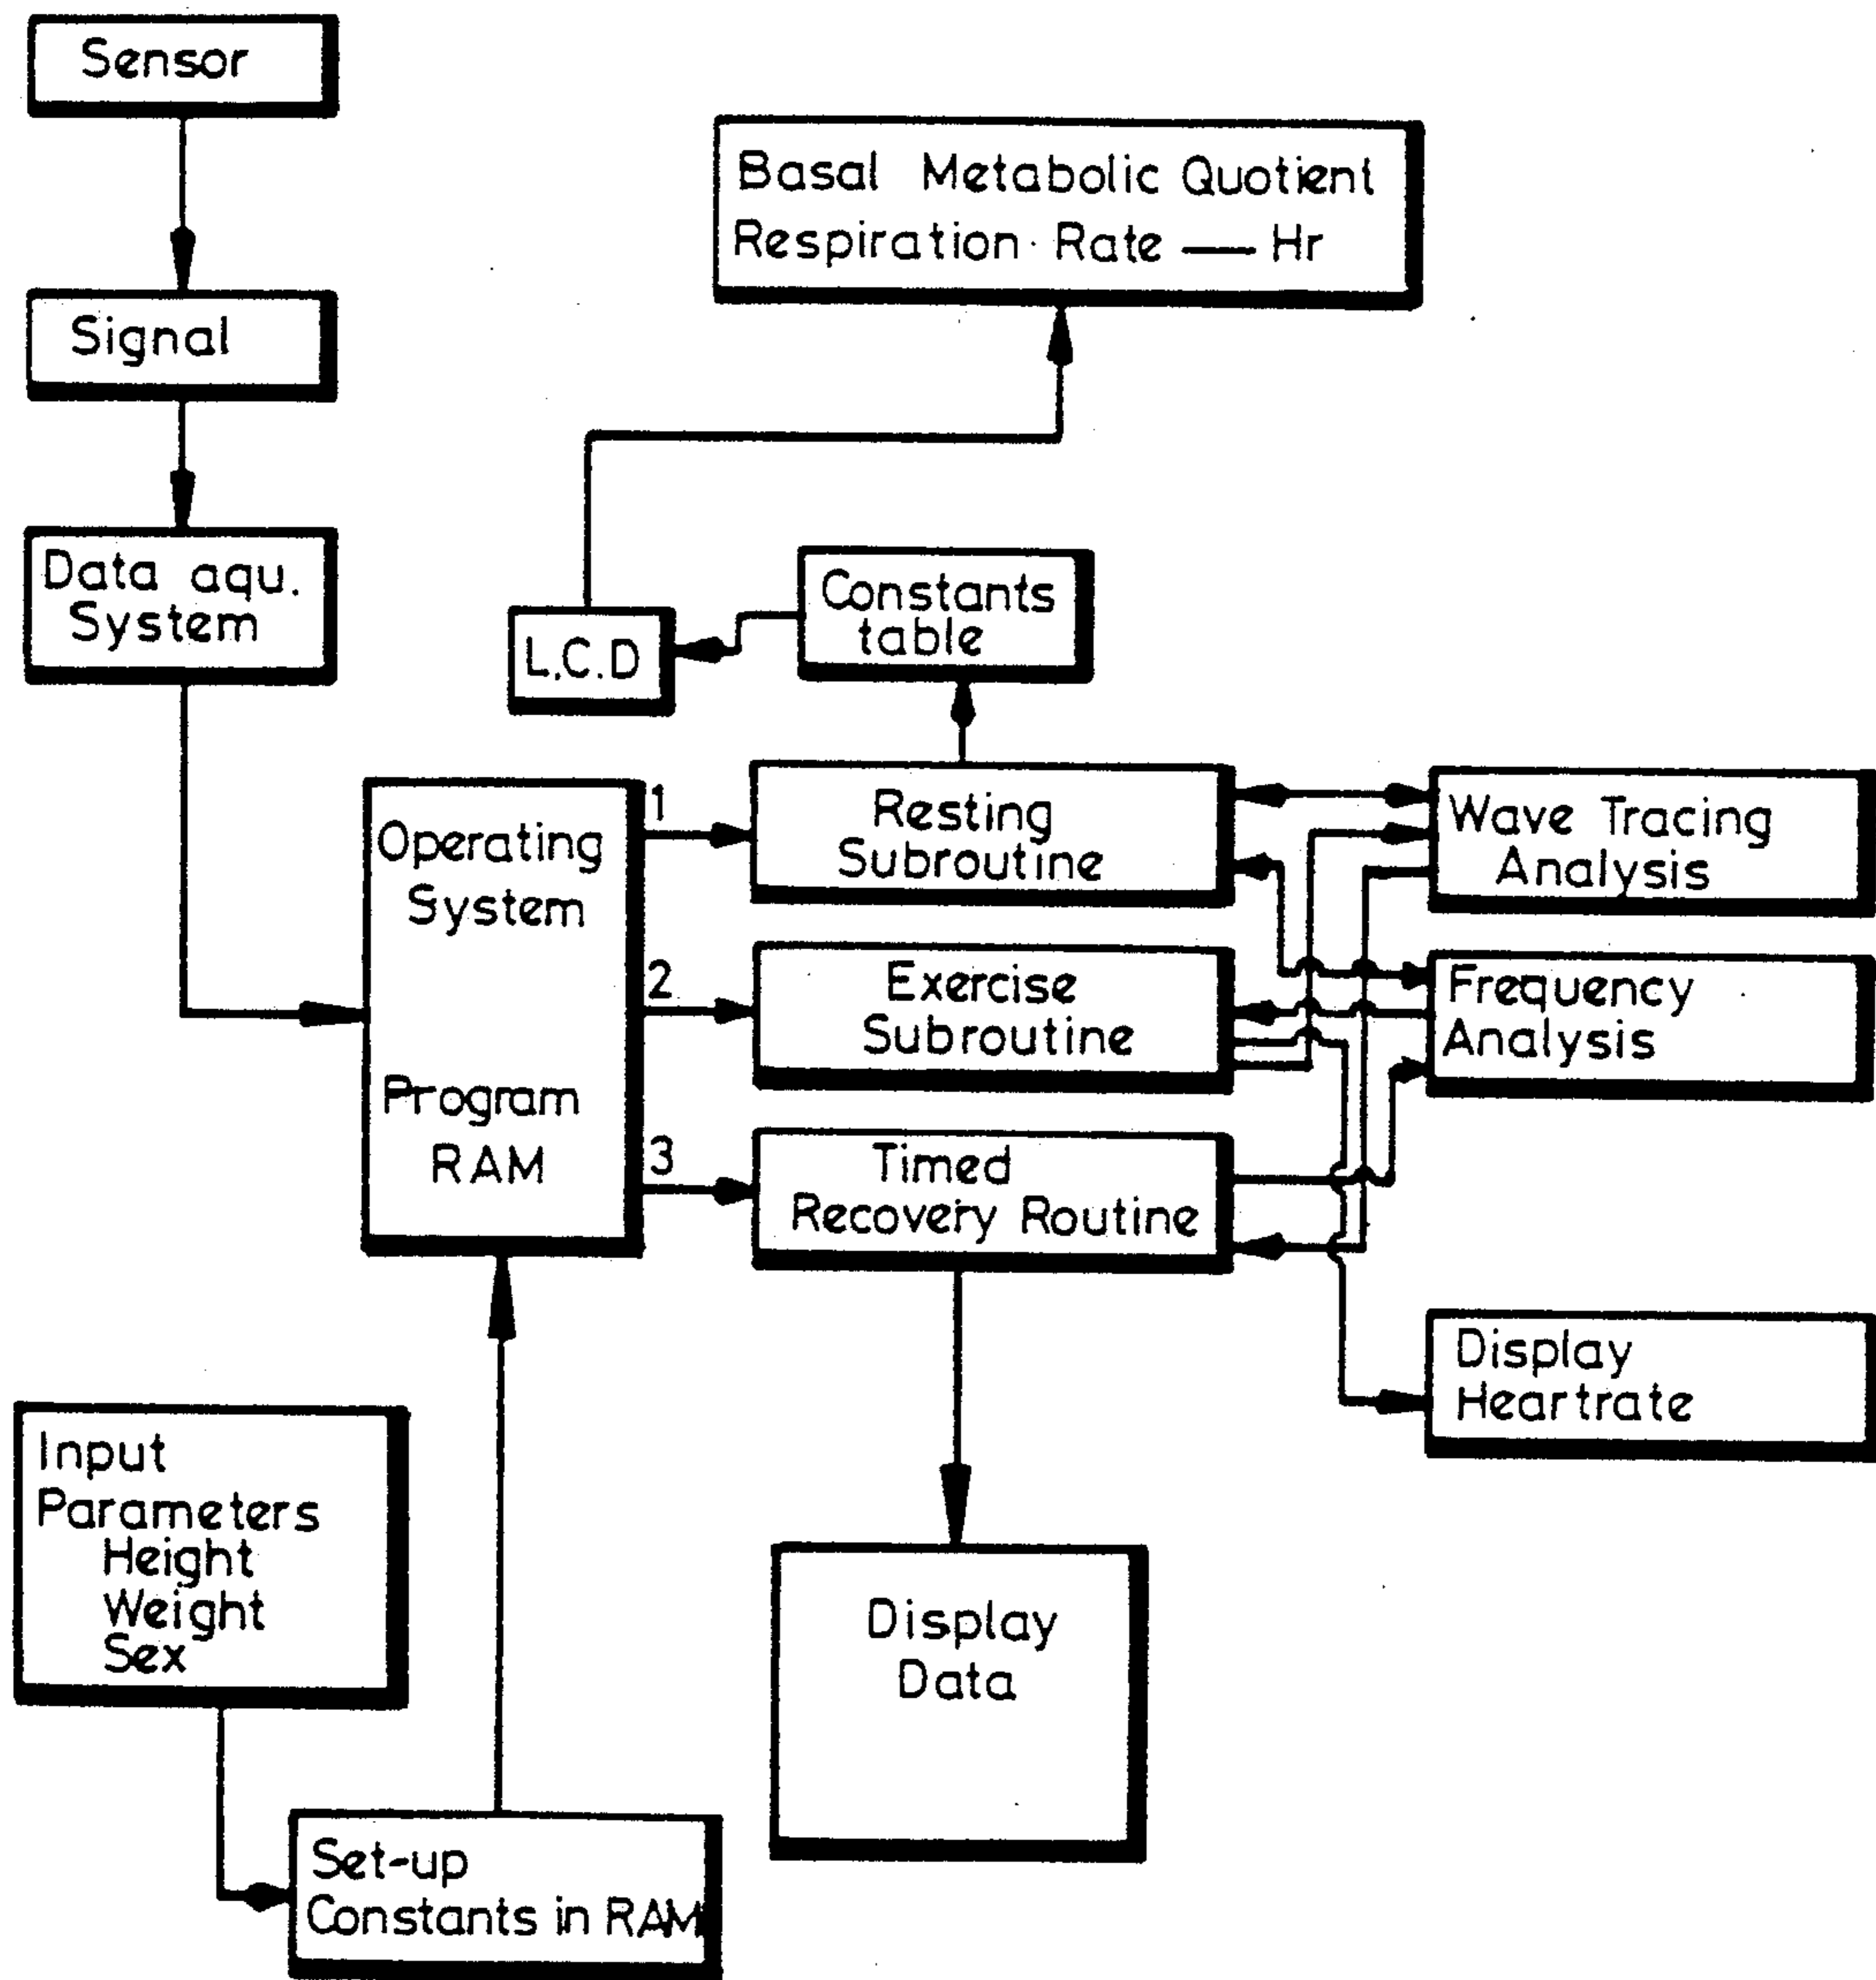 Sensor
Basal Metabolic Quotient
Respiration Rate — Hr
Signal
Data aqu.
System
Constants
table
L.C.D
Operating
System
Program
RAM
1
2
3
Resting
Subroutine
Wave Tracing
Analysis
Exercise
Subroutine
Frequency
Analysis
Timed
Recovery Routine
Display
Heartrate
Input
Parameters
Height
Weight
Sex
Display
Data
Set-up
Constants in RAM